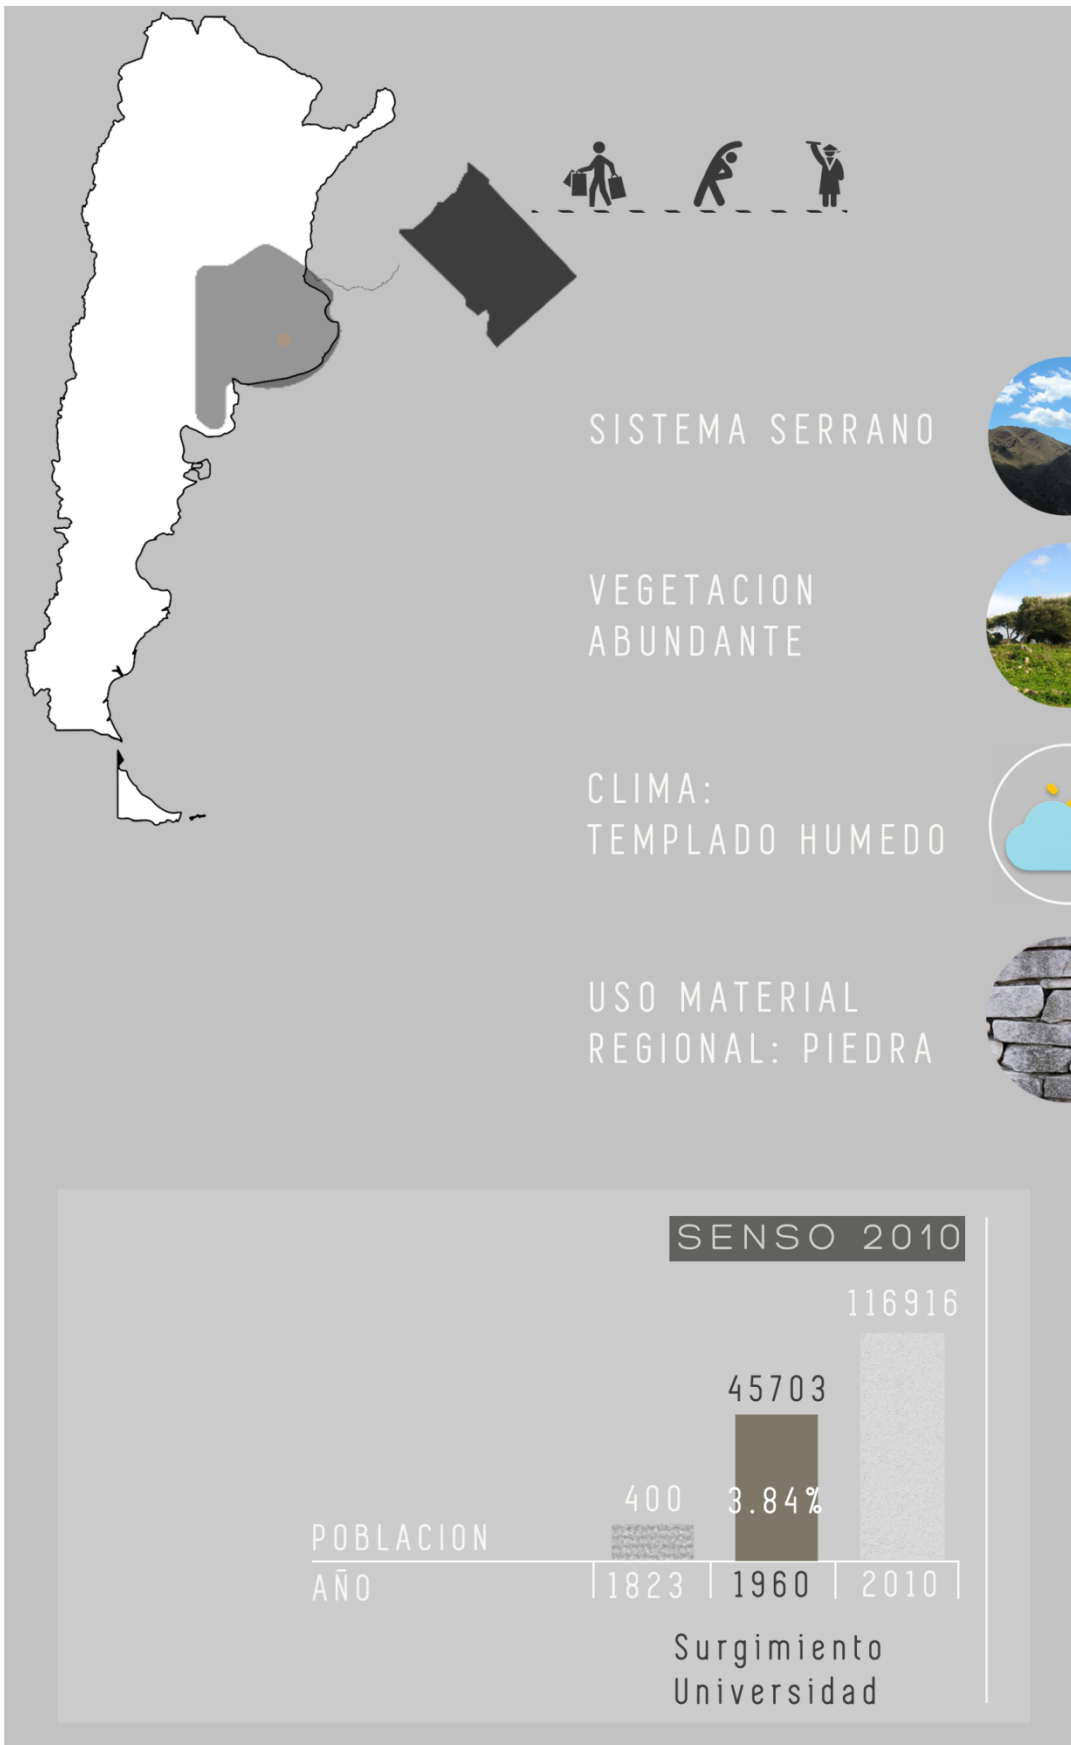 SISTEMA SERRANO
VEGETACION
ABUNDANTE
CLIMA:
TEMPLADO HUMEDO
USO MATERIAL
REGIONAL: PIEDRA
SENSO 2010
116916
45703
400
3.84%
POBLACION
AÑO
1823
1960
2010
Surgimiento
Universidad